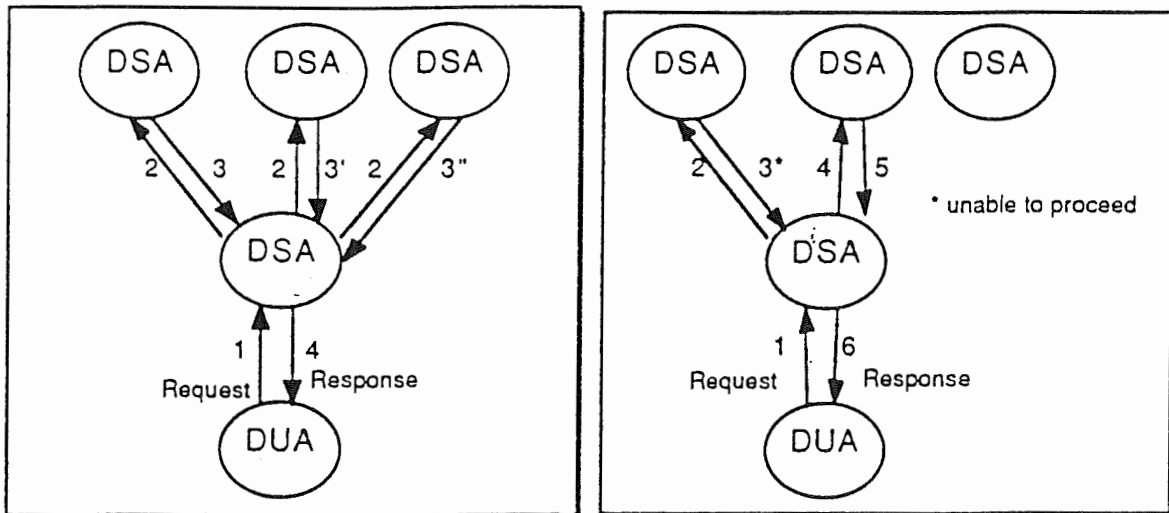 DSA DSA DSA
2 3 2 3' 2 3"
DSA
1 4
Request Response
DUA
DSA DSA DSA
2 3* 4 5
* unable to proceed
DSA
1 6
Request Response
DUA